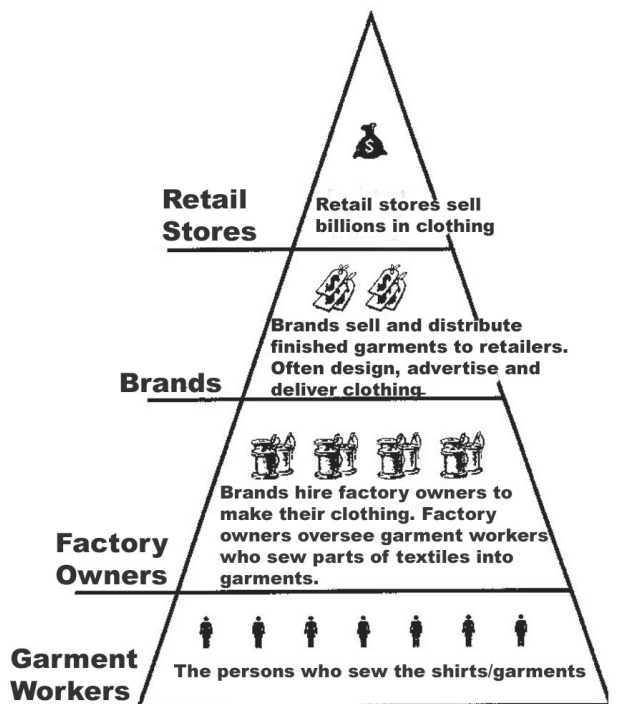 Retail
Stores
Retail stores sell
billions in clothing
Brands
Brands sell and distribute
finished garments to retailers.
Often design, advertise and
deliver clothing
Factory
Owners
Brands hire factory owners to
make their clothing. Factory
owners oversee garment workers
who sew parts of textiles into
garments.
Garment
Workers
The persons who sew the shirts/garments